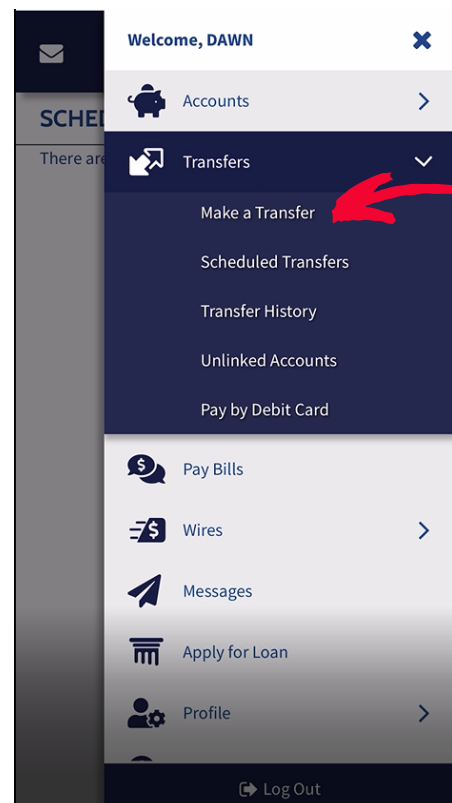 Welcome, DAWN
Accounts
SCHE
There are
Transfers
Make a Transfer
Scheduled Transfers
Transfer History
Unlinked Accounts
Pay by Debit Card
Pay Bills
Wires
Messages
Apply for Loan
Profile
Log Out